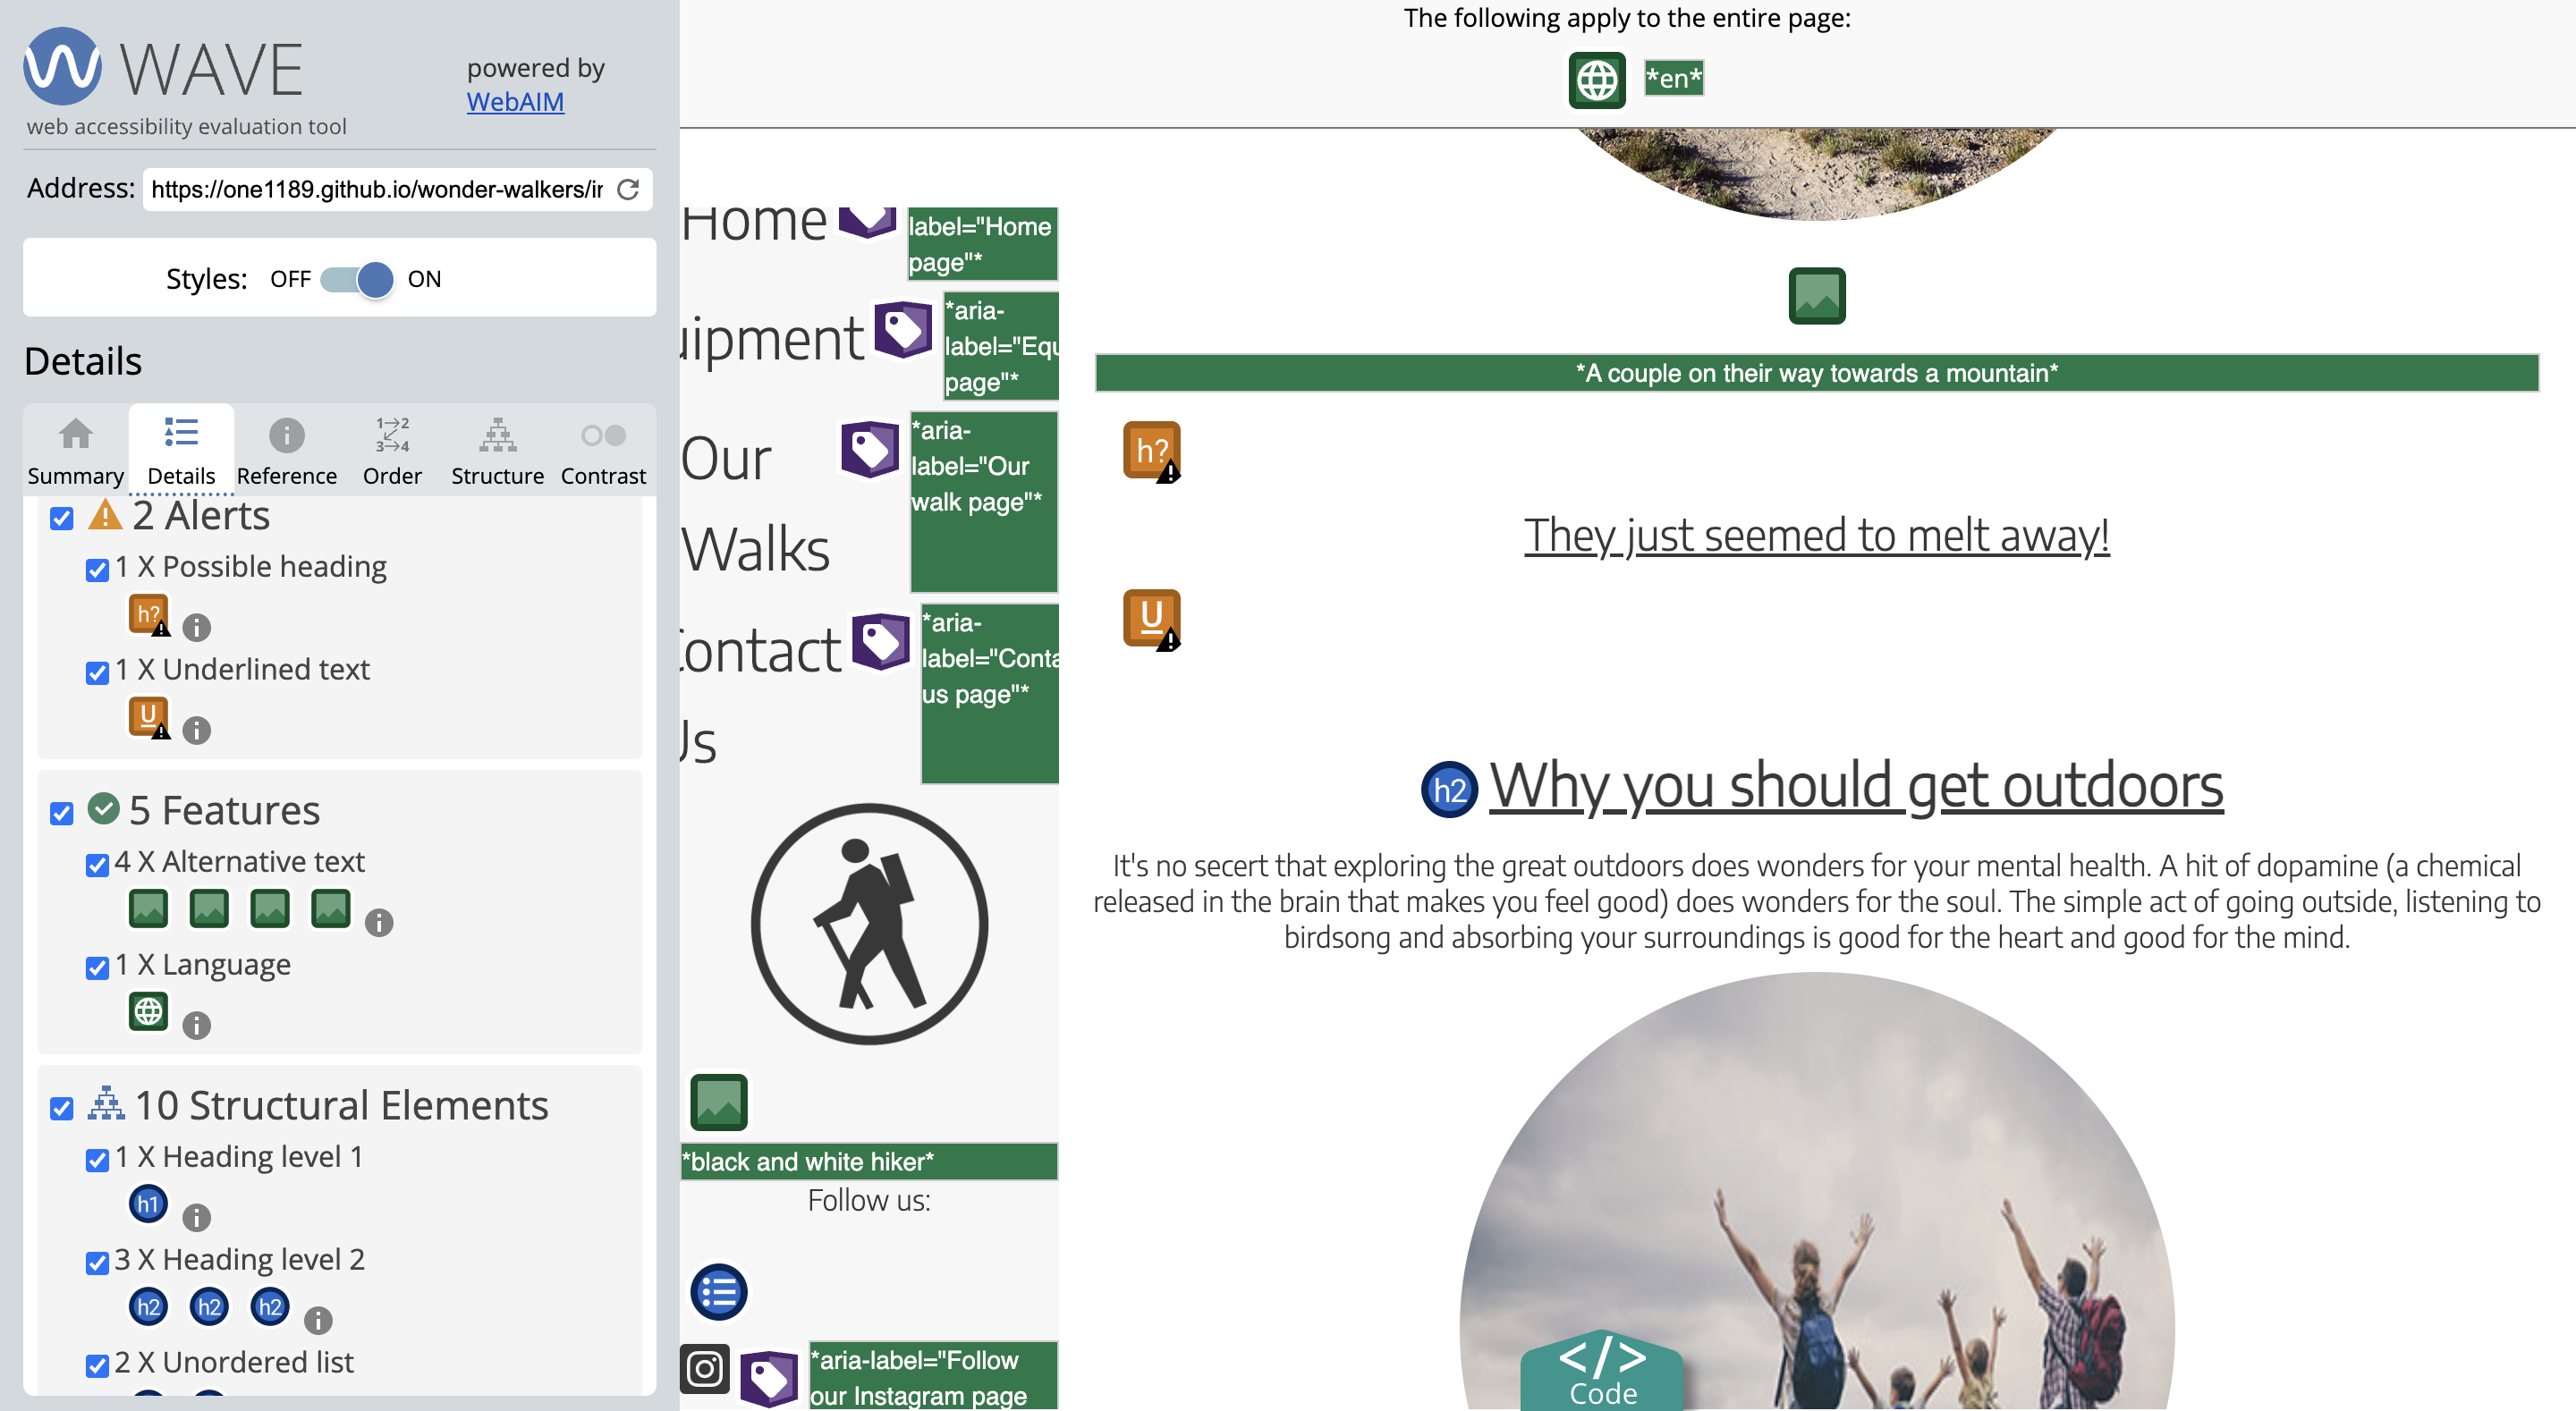 WAVE
powered by
WebAIM
web accessibility evaluation tool
Address: https://one1189.github.io/wonder-walkers/ir
Styles: OFF ON
Details
1 2
3 4
Summary Details Reference Order Structure Contrast
2 Alerts
1 X Possible heading
h?
1 X Underlined text
U
5 Features
4 X Alternative text
1 X Language
10 Structural Elements
1 X Heading level 1
h1
3 X Heading level 2
h2 h2 h2
2 X Unordered list
The following apply to the entire page:
*en*
Home
label="Home
page"*
uipment
*aria-
label="Equ
page"*
Our
Walks
*aria-
label="Our
walk page"*
Contact
Us
*aria-
label="Conta
us page"*
*black and white hiker*
Follow us:
*aria-label="Follow
our Instagram page
*A couple on their way towards a mountain*
h?
They just seemed to melt away!
U
h2 Why you should get outdoors
It's no secert that exploring the great outdoors does wonders for your mental health. A hit of dopamine (a chemical
released in the brain that makes you feel good) does wonders for the soul. The simple act of going outside, listening to
birdsong and absorbing your surroundings is good for the heart and good for the mind.
</>
Code